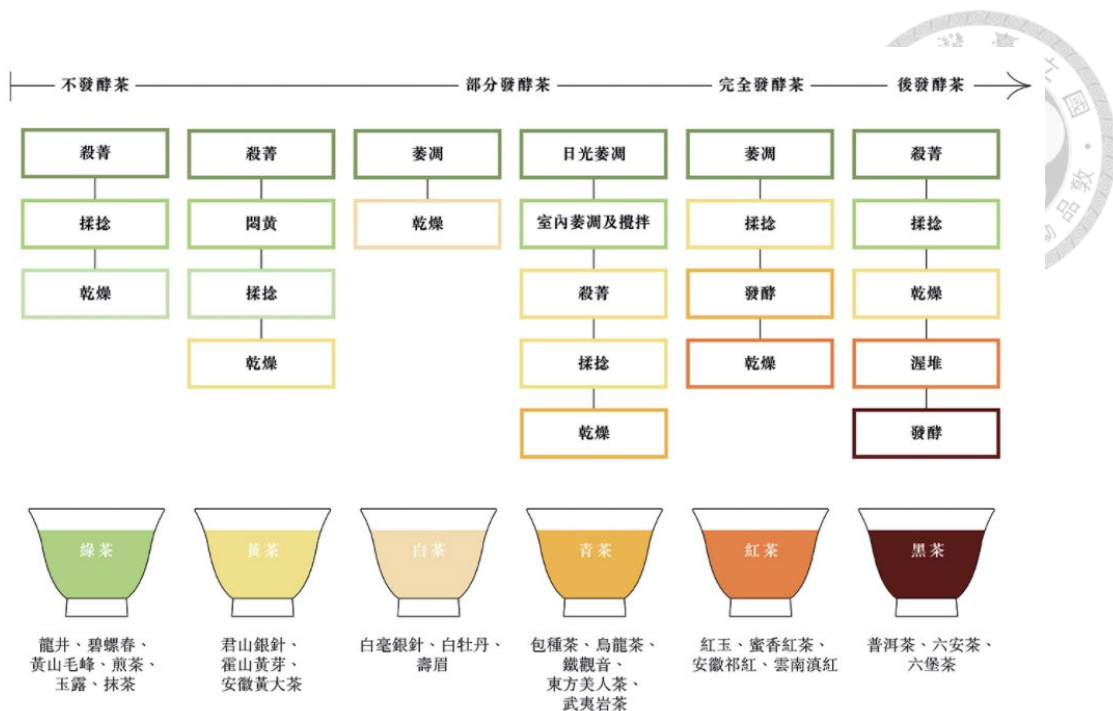 不發酵茶
部分發酵茶
完全發酵茶
後發酵茶
殺菁
揉捻
乾燥
殺菁
悶黃
揉捻
乾燥
萎凋
乾燥
日光萎凋
室內萎凋及攪拌
殺菁
揉捻
乾燥
萎凋
揉捻
發酵
乾燥
殺菁
揉捻
乾燥
渥堆
發酵
綠茶
龍井、碧螺春、
黃山毛峰、煎茶、
玉露、抹茶
黃茶
君山銀針、
霍山黃芽、
安徽黃大茶
白茶
白毫銀針、白牡丹、
壽眉
青茶
包種茶、烏龍茶、
鐵觀音、
東方美人茶、
武夷岩茶
紅茶
紅玉、蜜香紅茶、
安徽祁紅、雲南滇紅
黑茶
普洱茶、六安茶、
六堡茶